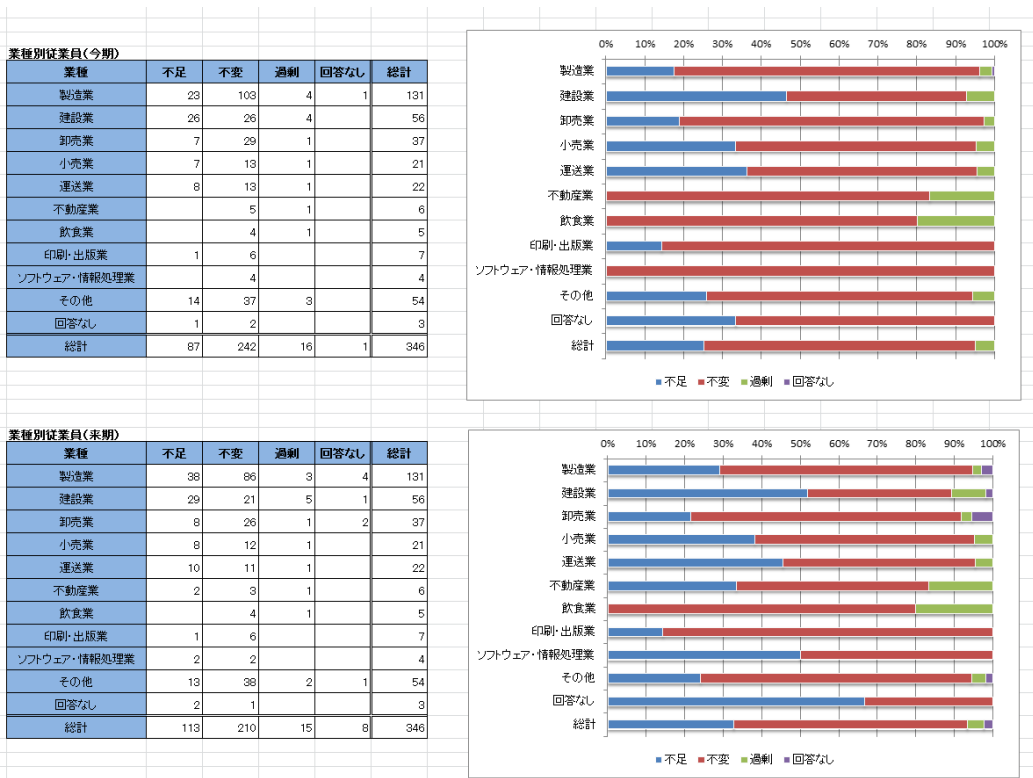 業種別従業員(今期)
業種 不足 不変 過剰 回答なし 総計
製造業 23 103 4 1 131
建設業 26 26 4 56
卸売業 7 29 1 37
小売業 7 13 1 21
運送業 8 13 1 22
不動産業 5 1 6
飲食業 4 1 5
印刷・出版業 1 6 7
ソフトウェア・情報処理業 4 4
その他 14 37 3 54
回答なし 1 2 3
総計 87 242 16 1 346
0% 10% 20% 30% 40% 50% 60% 70% 80% 90% 100%
製造業
建設業
卸売業
小売業
運送業
不動産業
飲食業
印刷・出版業
ソフトウェア・情報処理業
その他
回答なし
総計
不足 不変 過剰 回答なし
業種別従業員(来期)
業種 不足 不変 過剰 回答なし 総計
製造業 38 86 3 4 131
建設業 29 21 5 1 56
卸売業 8 26 1 2 37
小売業 8 12 1 21
運送業 10 11 1 22
不動産業 2 3 1 6
飲食業 4 1 5
印刷・出版業 1 6 7
ソフトウェア・情報処理業 2 2 4
その他 13 38 2 1 54
回答なし 2 1 3
総計 113 210 15 8 346
0% 10% 20% 30% 40% 50% 60% 70% 80% 90% 100%
製造業
建設業
卸売業
小売業
運送業
不動産業
飲食業
印刷・出版業
ソフトウェア・情報処理業
その他
回答なし
総計
不足 不変 過剰 回答なし